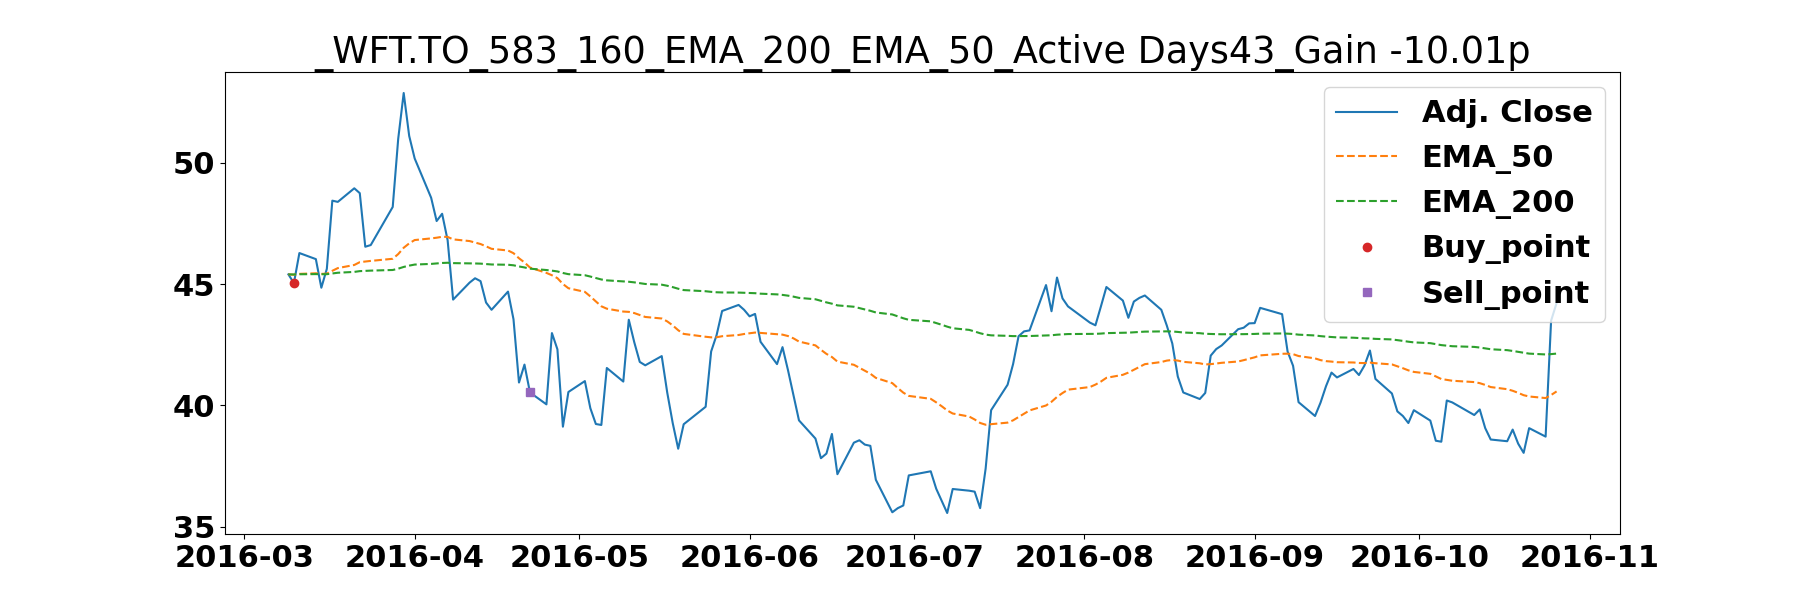 _WFT.TO_583_160_EMA_200_EMA_50_Active Days43_Gain -10.01p
Adj. Close
EMA_50
EMA_200
Buy_point
Sell_point
50
45
40
35
2016-03 2016-04 2016-05 2016-06 2016-07 2016-08 2016-09 2016-10 2016-11